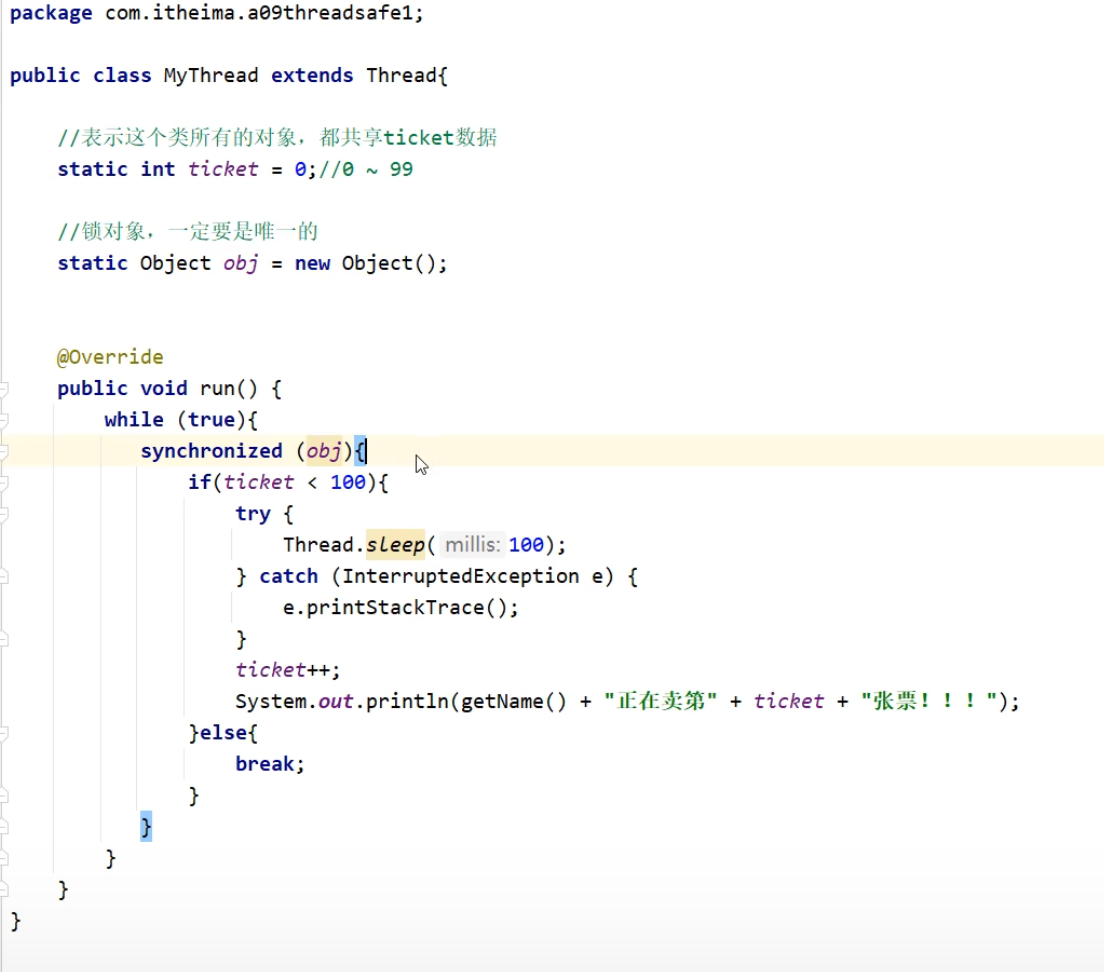 package com.itheima.a09threadsafe1;
public class MyThread extends Thread{
//表示这个类所有的对象，都共享ticket数据
static int ticket = 0;//0 ~ 99
//锁对象，一定要是唯一的
static Object obj = new Object();
@Override
public void run() {
while (true){
synchronized (obj){
if(ticket < 100){
try {
Thread.sleep( millis: 100);
} catch (InterruptedException e) {
e.printStackTrace();
}
ticket++;
System.out.println(getName() + "正在卖第" + ticket + "张票！！！");
}else{
break;
}
}
}
}
}